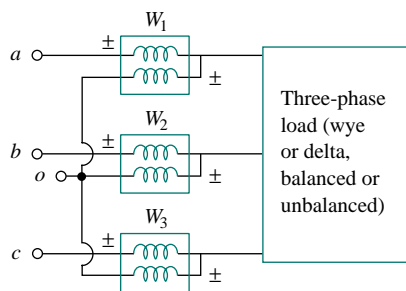 W₁
a
±
±
Three-phase
load (wye
or delta,
balanced or
unbalanced)
W₂
b
±
o
±
W₃
c
±
±